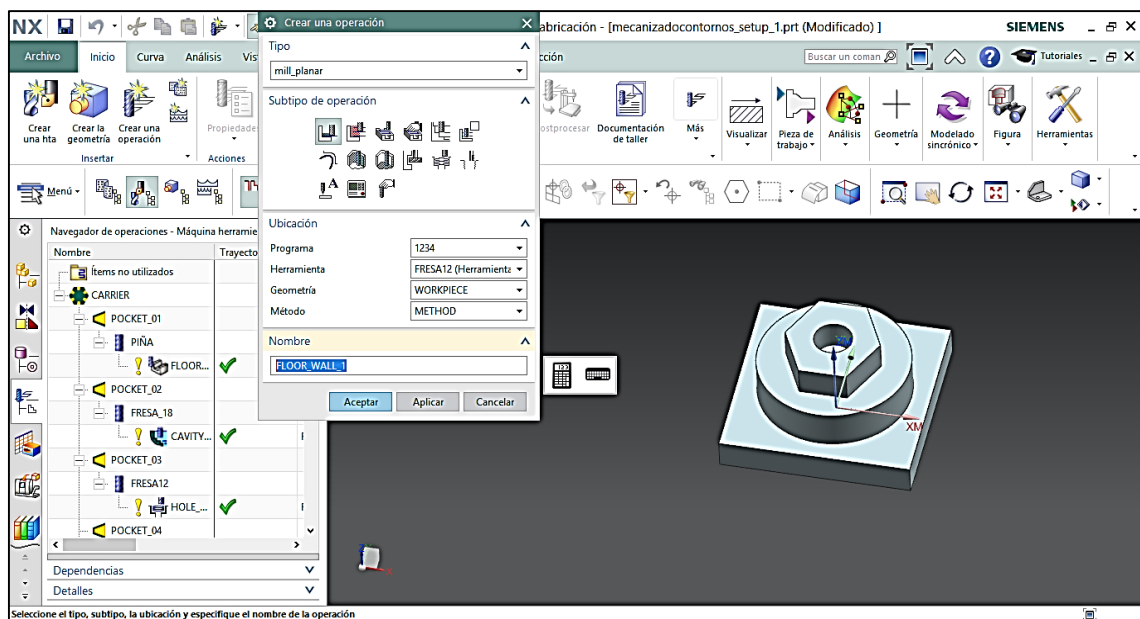 NX
Crear una operación
abricación - [mecanizadocontornos_setup_1.prt (Modificado) ]
SIEMENS
Archivo
Inicio
Curva
Análisis
Vis
cción
Buscar un coman
Tutoriales
Crear una hta
Crear la geometría
Crear una operación
Insertar
Propiedade
Acciones
ostprocesar
Documentación de taller
Más
Visualizar
Pieza de trabajo
Análisis
Geometría
Modelado sincrónico
Figura
Herramientas
Menú
Tipo
mill_planar
Subtipo de operación
Ubicación
Programa
1234
Herramienta
FRESA12 (Herramienta
Geometría
WORKPIECE
Método
METHOD
Nombre
FLOOR_WALL_1
Aceptar
Aplicar
Cancelar
Navegador de operaciones - Máquina herramie
Nombre
Trayecto
Ítems no utilizados
CARRIER
POCKET_01
PIÑA
FLOOR...
POCKET_02
FRESA_18
CAVITY...
POCKET_03
FRESA12
HOLE_...
POCKET_04
Dependencias
Detalles
XM
Seleccione el tipo, subtipo, la ubicación y especifique el nombre de la operación